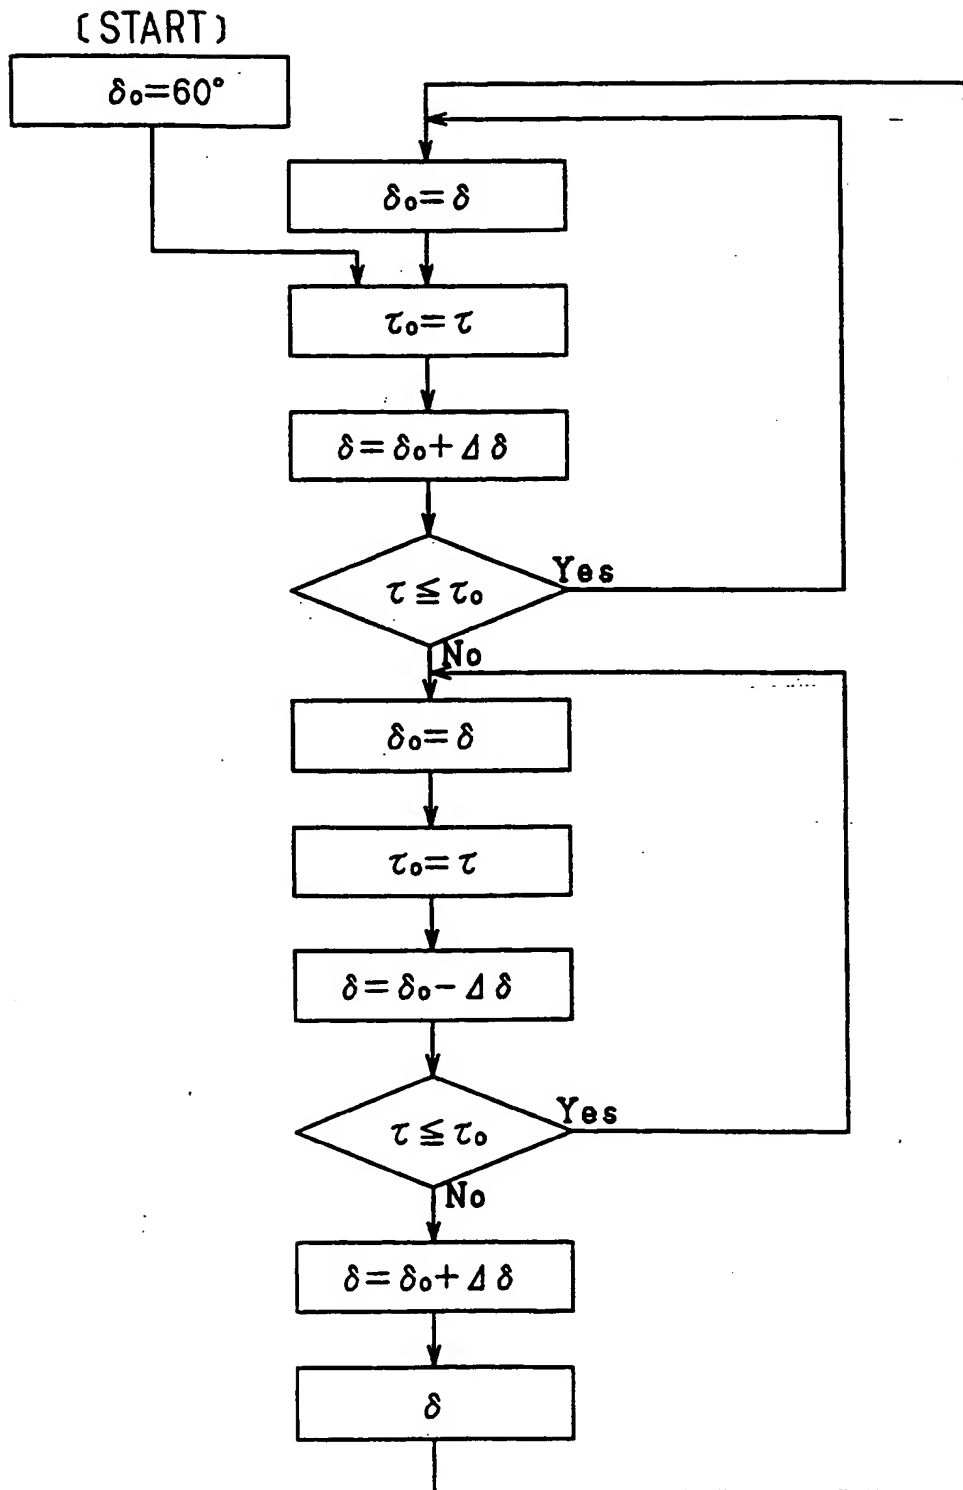 (START)
δ₀=60°
δ₀=δ
τ₀=τ
δ=δ₀+Δδ
τ≦τ₀
Yes
No
δ₀=δ
τ₀=τ
δ=δ₀-Δδ
τ≦τ₀
Yes
No
δ=δ₀+Δδ
δ